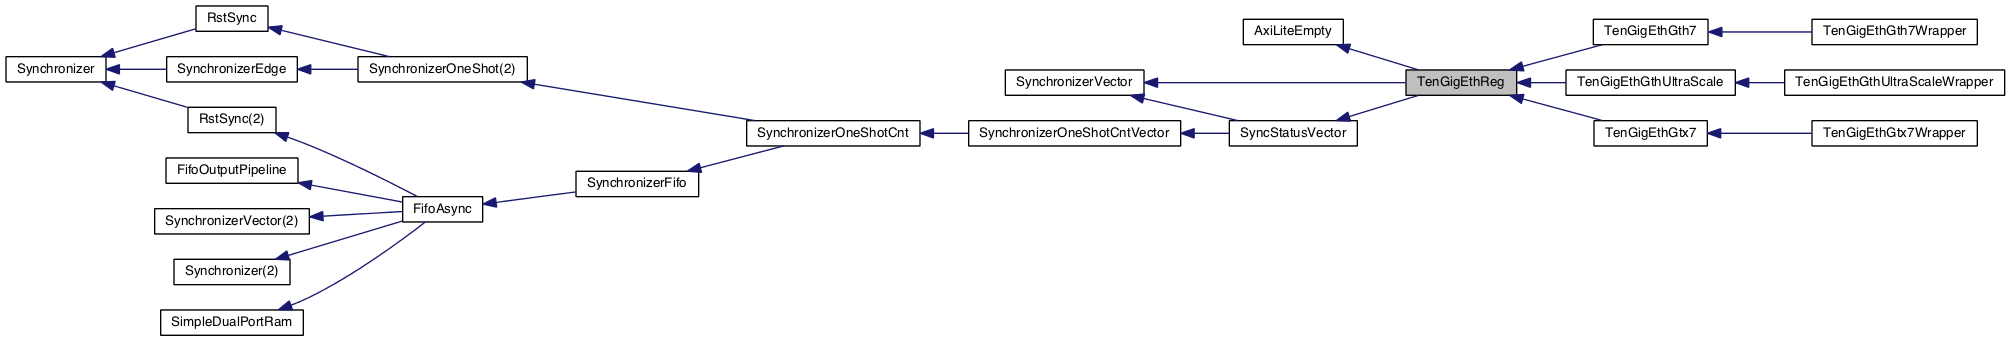 RstSync
Synchronizer
SynchronizerEdge
SynchronizerOneShot(2)
RstSync(2)
FifoOutputPipeline
SynchronizerVector(2)
FifoAsync
Synchronizer(2)
SimpleDualPortRam
SynchronizerFifo
SynchronizerOneShotCnt
SynchronizerOneShotCntVector
AxiLiteEmpty
SynchronizerVector
SyncStatusVector
TenGigEthReg
TenGigEthGth7
TenGigEthGth7Wrapper
TenGigEthGthUltraScale
TenGigEthGthUltraScaleWrapper
TenGigEthGtx7
TenGigEthGtx7Wrapper